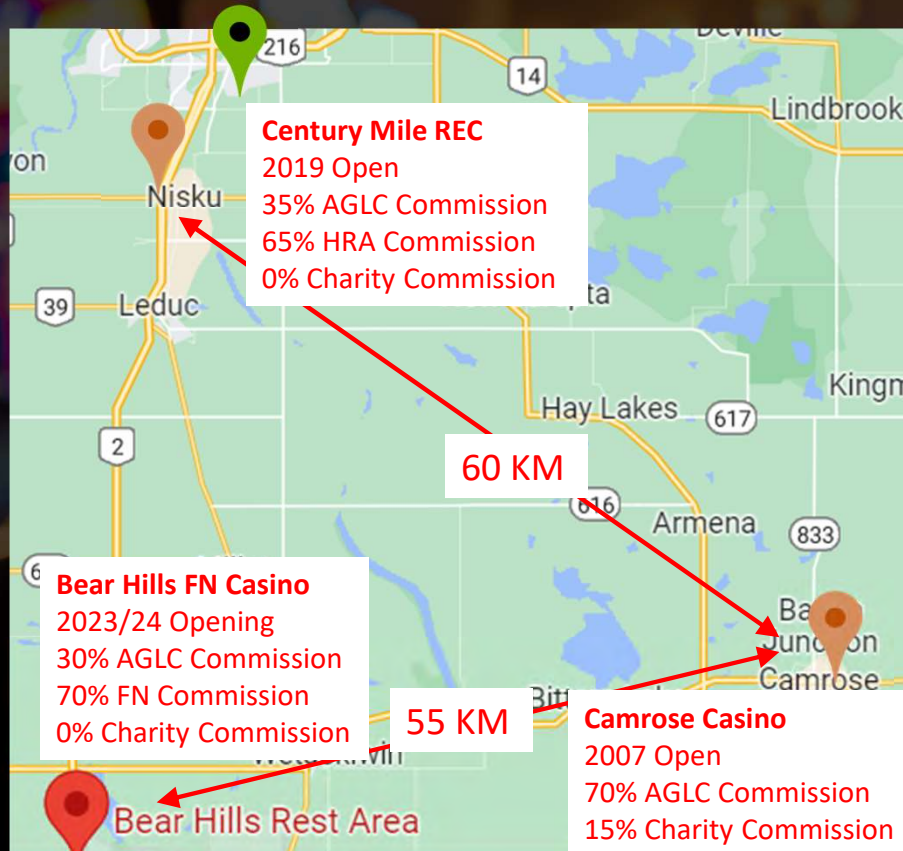 216
Deville
14
Lindbrook
Century Mile REC
2019 Open
35% AGLC Commission
65% HRA Commission
0% Charity Commission
Nisku
39
Leduc
Hay Lakes
617
2
60 KM
616
Armena
833
Bear Hills FN Casino
2023/24 Opening
30% AGLC Commission
70% FN Commission
0% Charity Commission
Junction
Camrose
55 KM
Camrose Casino
2007 Open
70% AGLC Commission
15% Charity Commission
Bear Hills Rest Area